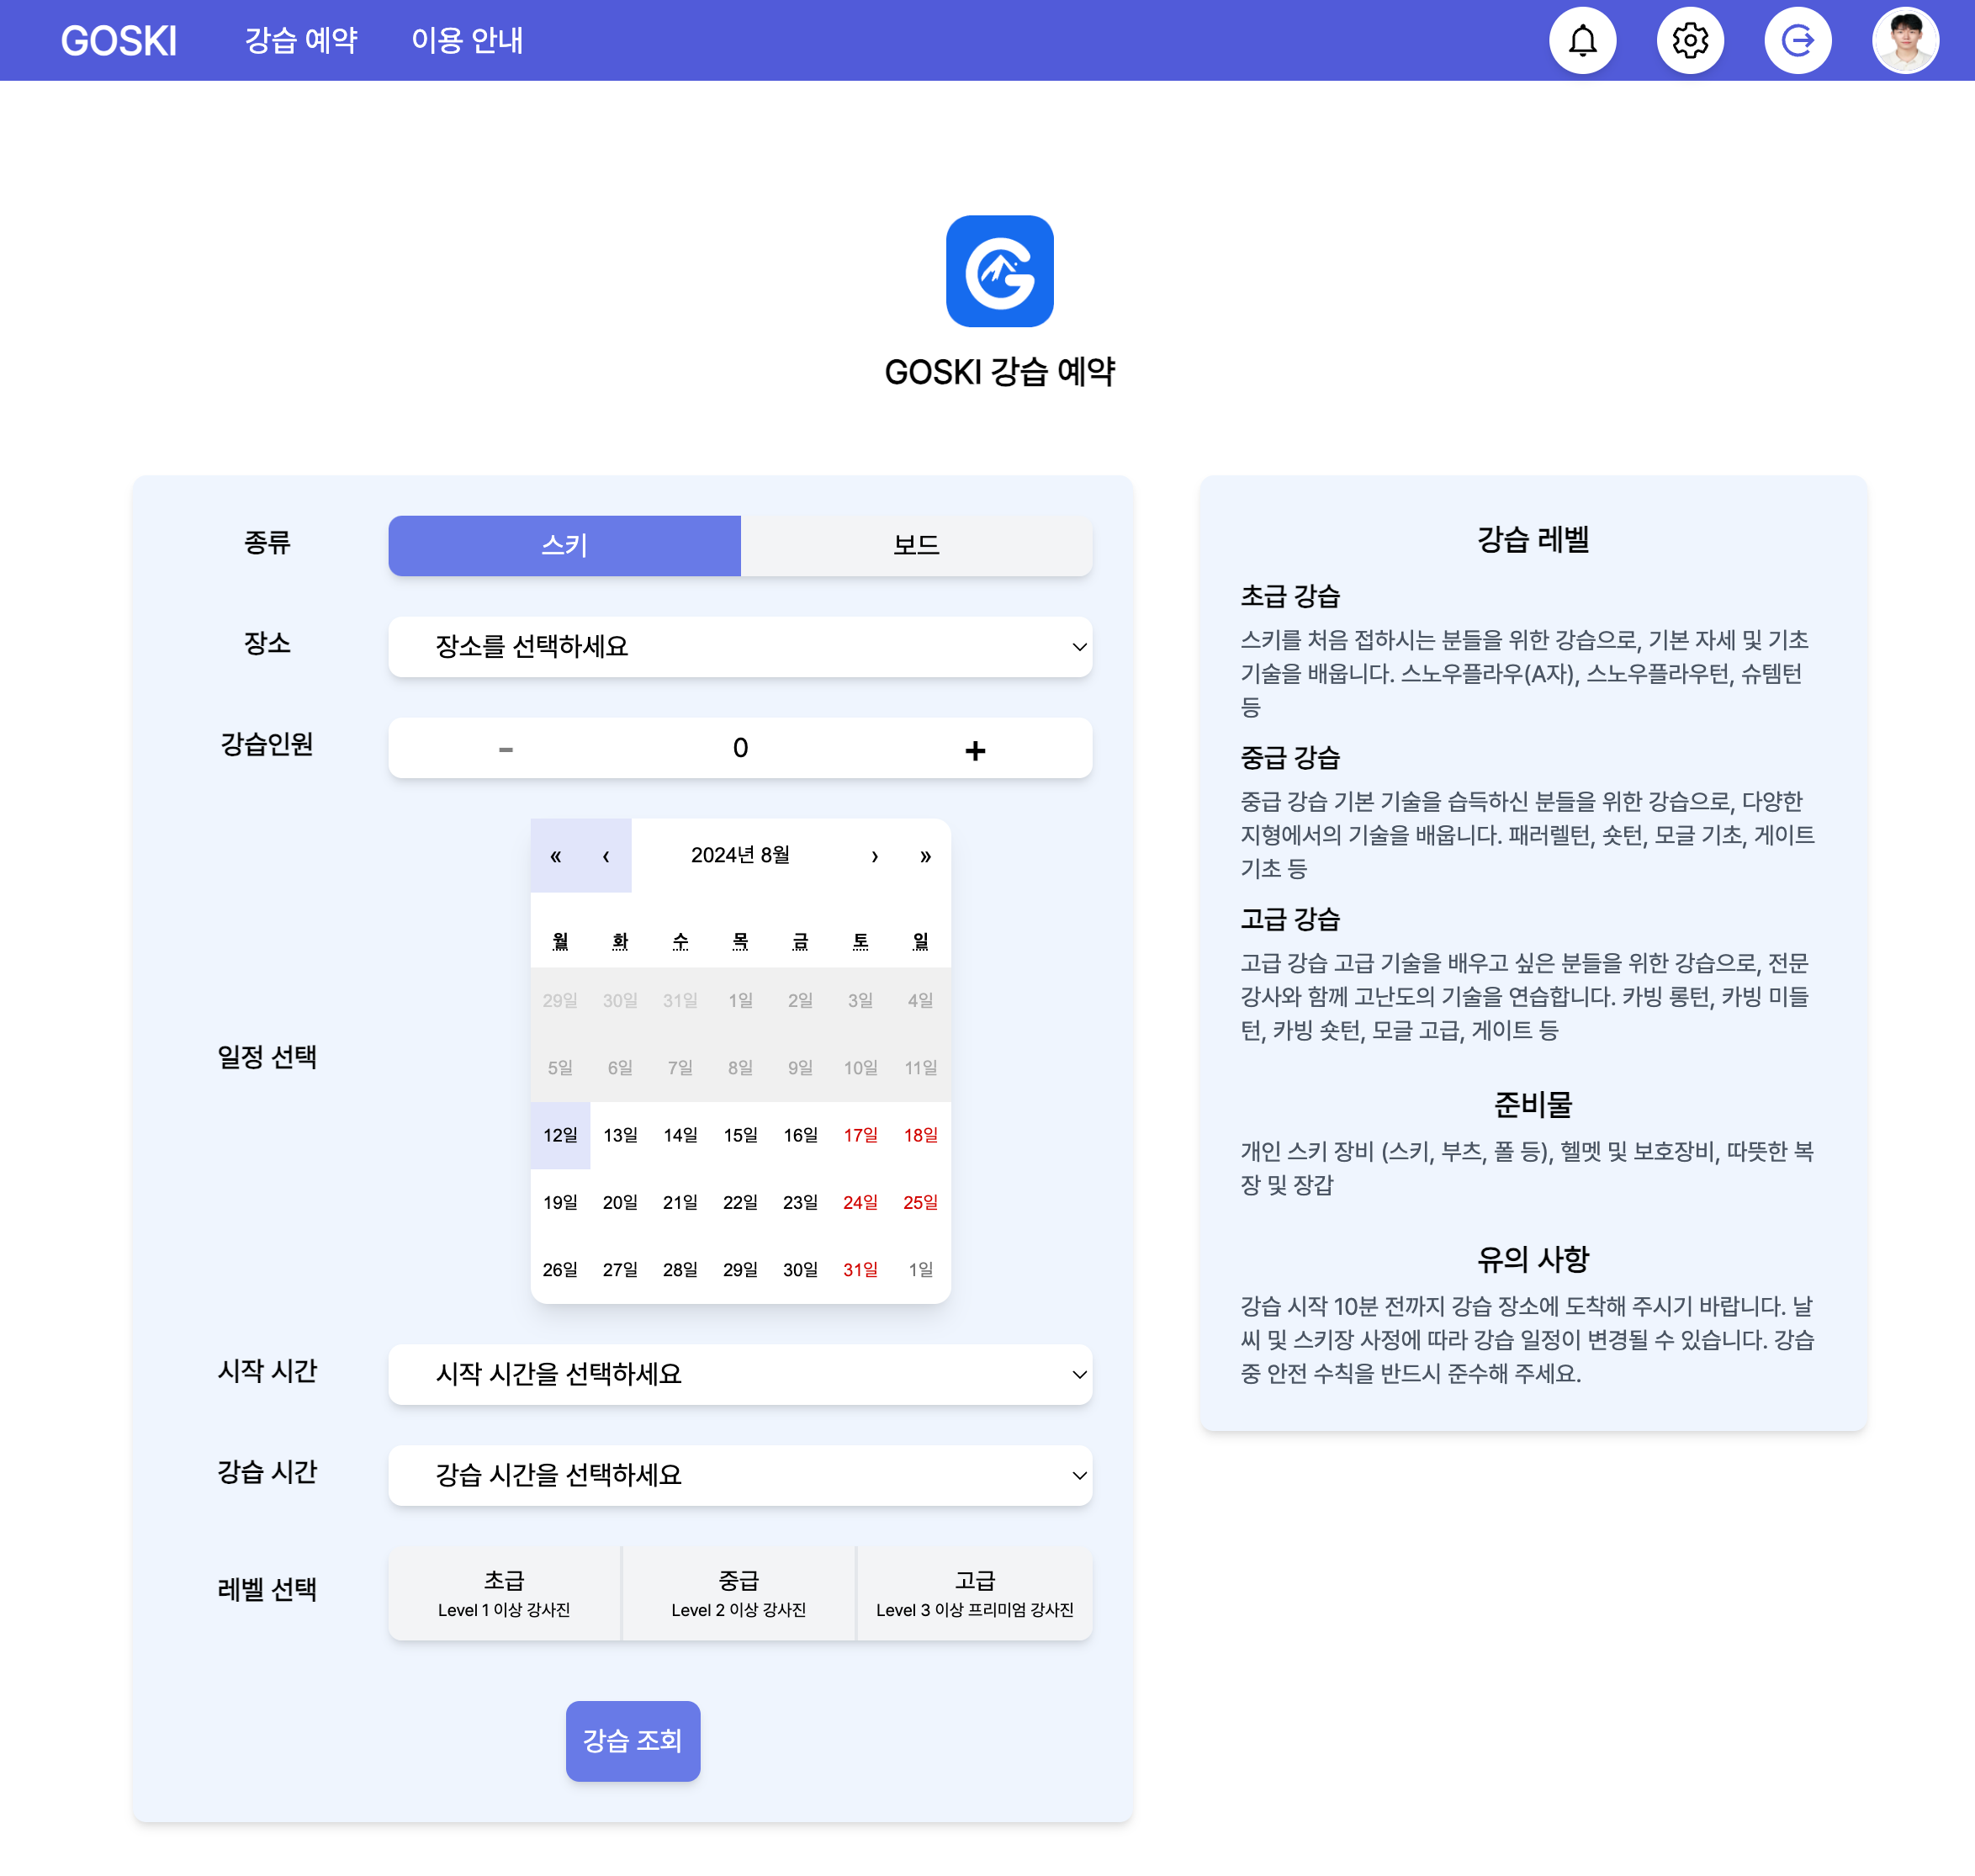 GOSKI 강습 예약 이용 안내
GOSKI 강습 예약
종류 스키 보드
장소 장소를 선택하세요
강습인원 - 0 +
« ‹ 2024년 8월 › »
월 화 수 목 금 토 일
29일 30일 31일 1일 2일 3일 4일
5일 6일 7일 8일 9일 10일 11일
일정 선택
12일 13일 14일 15일 16일 17일 18일
19일 20일 21일 22일 23일 24일 25일
26일 27일 28일 29일 30일 31일 1일
시작 시간 시작 시간을 선택하세요
강습 시간 강습 시간을 선택하세요
레벨 선택
초급 중급 고급
Level 1 이상 강사진 Level 2 이상 강사진 Level 3 이상 프리미엄 강사진
강습 조회
강습 레벨
초급 강습
스키를 처음 접하시는 분들을 위한 강습으로, 기본 자세 및 기초
기술을 배웁니다. 스노우플라우(A자), 스노우플라우턴, 슈템턴
등
중급 강습
중급 강습 기본 기술을 습득하신 분들을 위한 강습으로, 다양한
지형에서의 기술을 배웁니다. 패러렐턴, 숏턴, 모글 기초, 게이트
기초 등
고급 강습
고급 강습 고급 기술을 배우고 싶은 분들을 위한 강습으로, 전문
강사와 함께 고난도의 기술을 연습합니다. 카빙 롱턴, 카빙 미들
턴, 카빙 숏턴, 모글 고급, 게이트 등
준비물
개인 스키 장비 (스키, 부츠, 폴 등), 헬멧 및 보호장비, 따뜻한 복
장 및 장갑
유의 사항
강습 시작 10분 전까지 강습 장소에 도착해 주시기 바랍니다. 날
씨 및 스키장 사정에 따라 강습 일정이 변경될 수 있습니다. 강습
중 안전 수칙을 반드시 준수해 주세요.